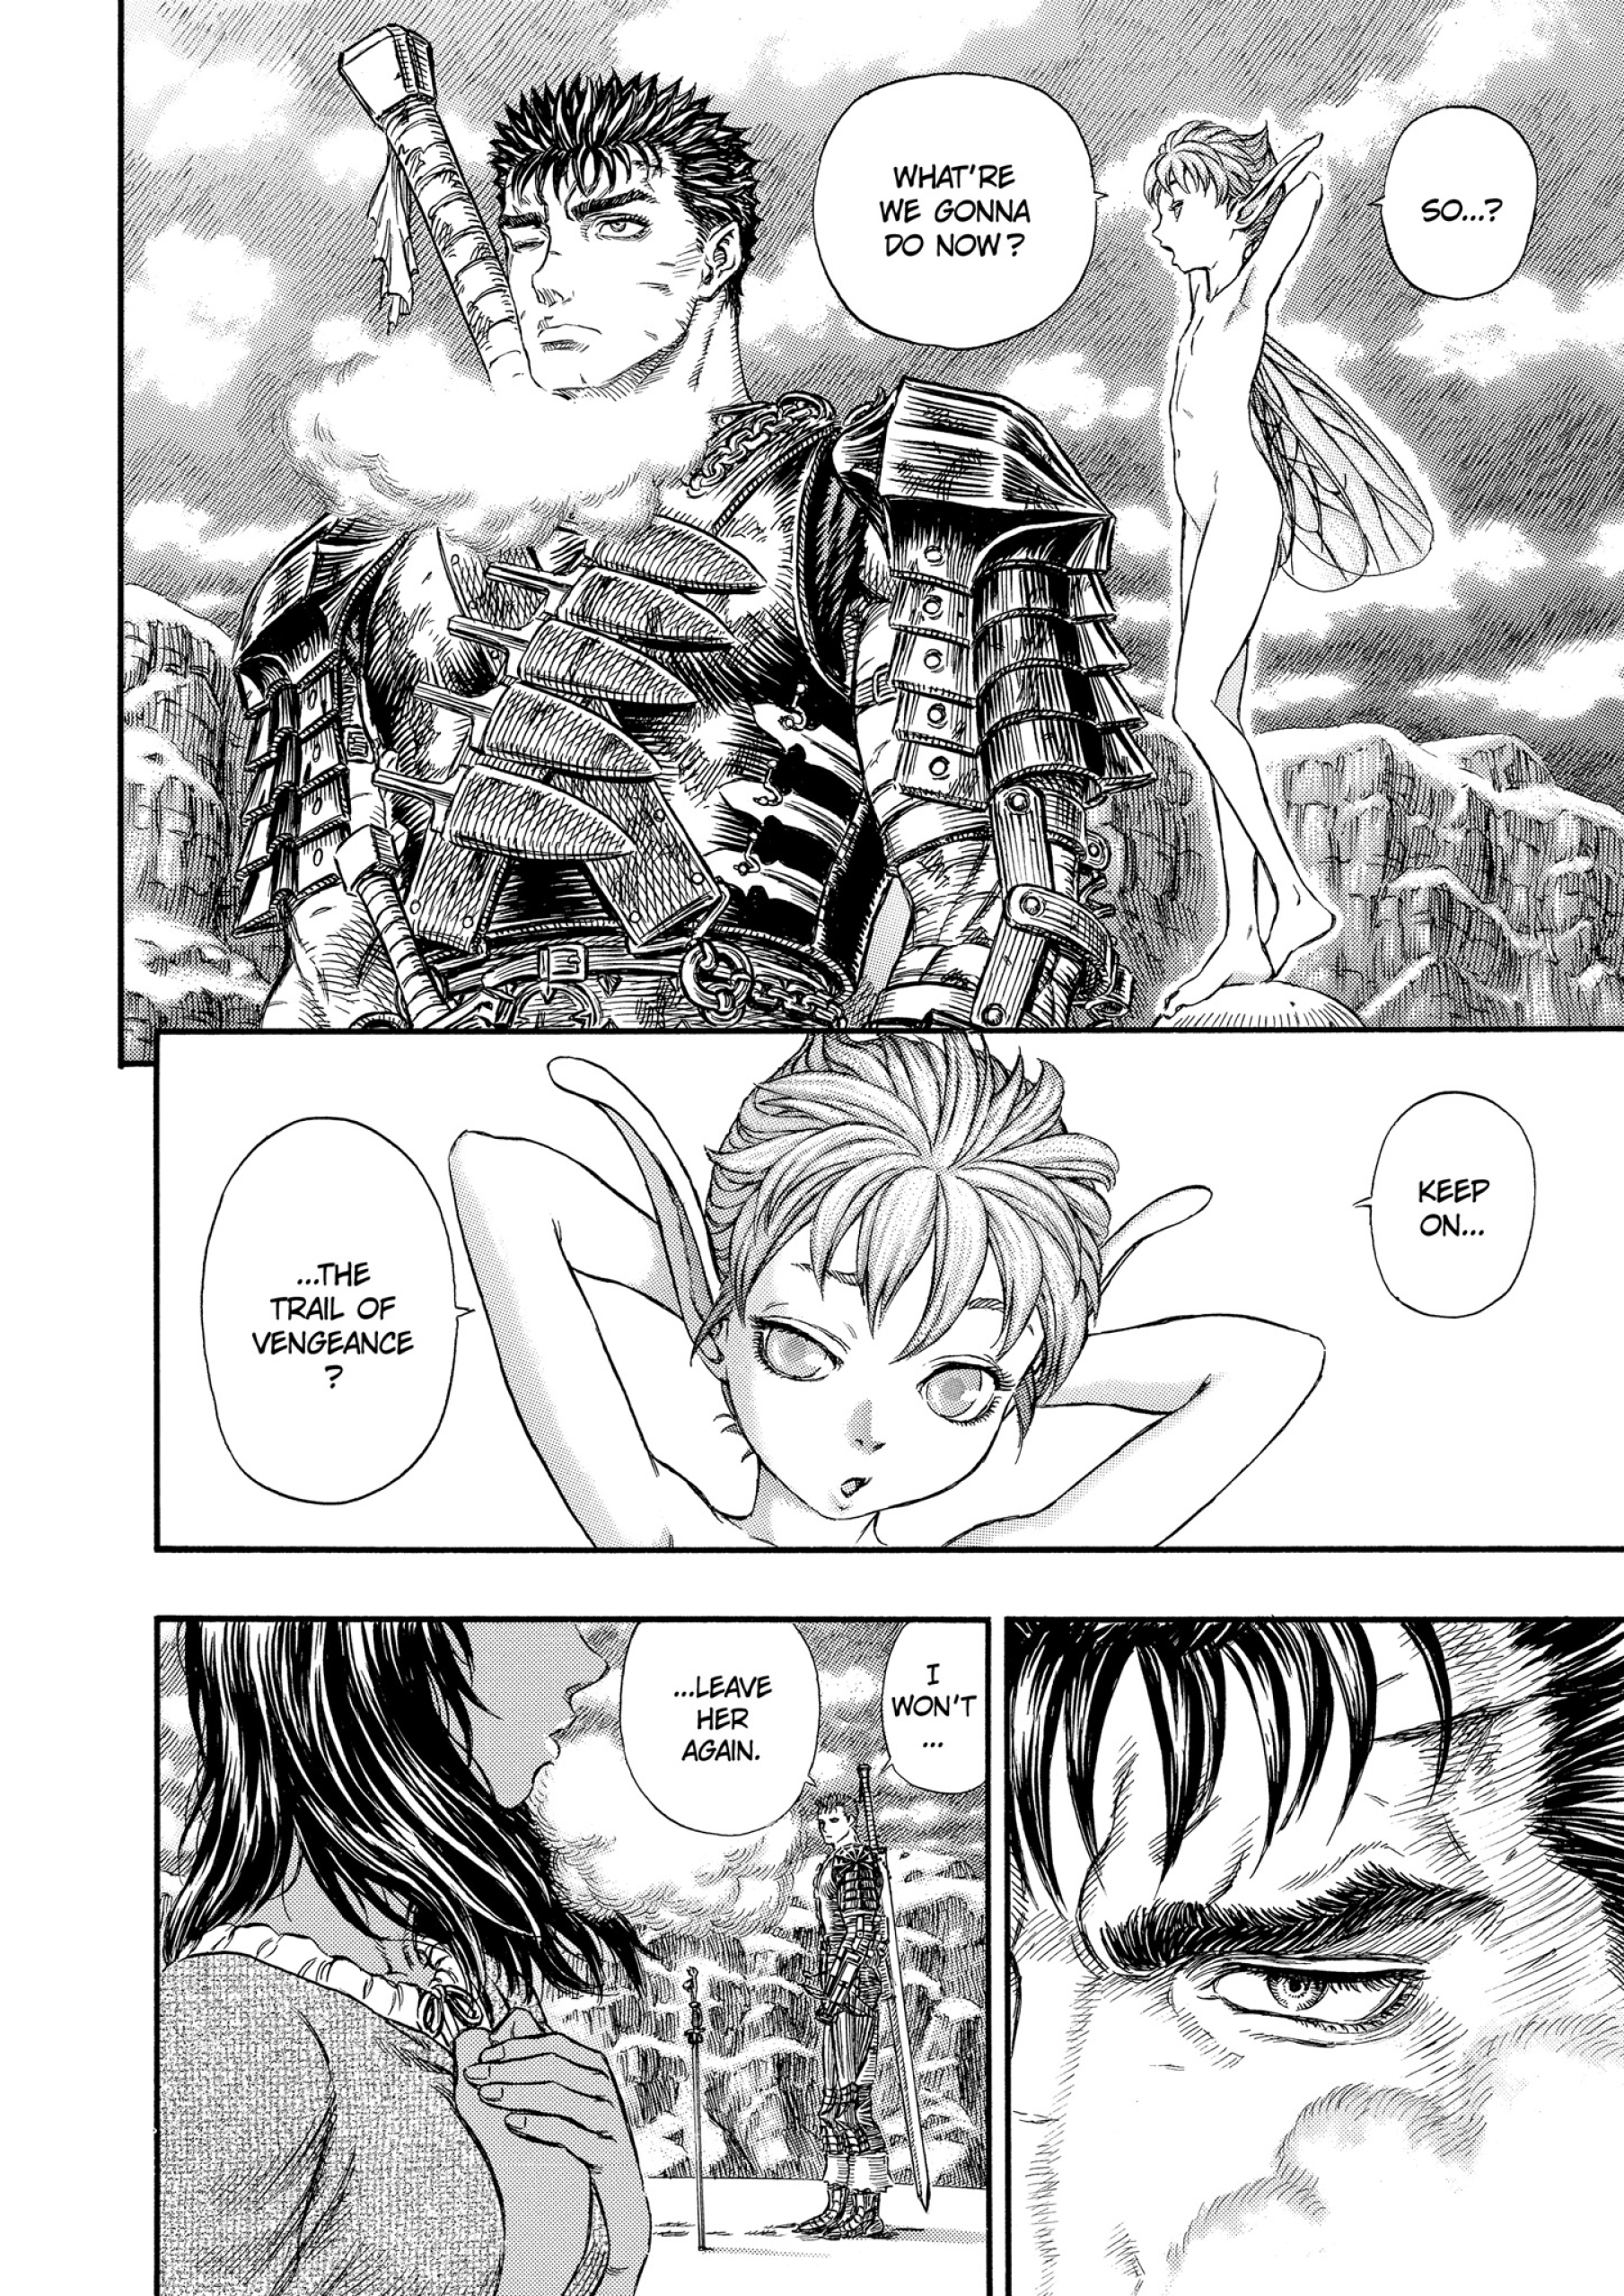 SO...?
WHAT'RE
WE GONNA
DO NOW?
KEEP
ON...
...THE
TRAIL OF
VENGEANCE
?
I
WON'T
...
...LEAVE
HER
AGAIN.